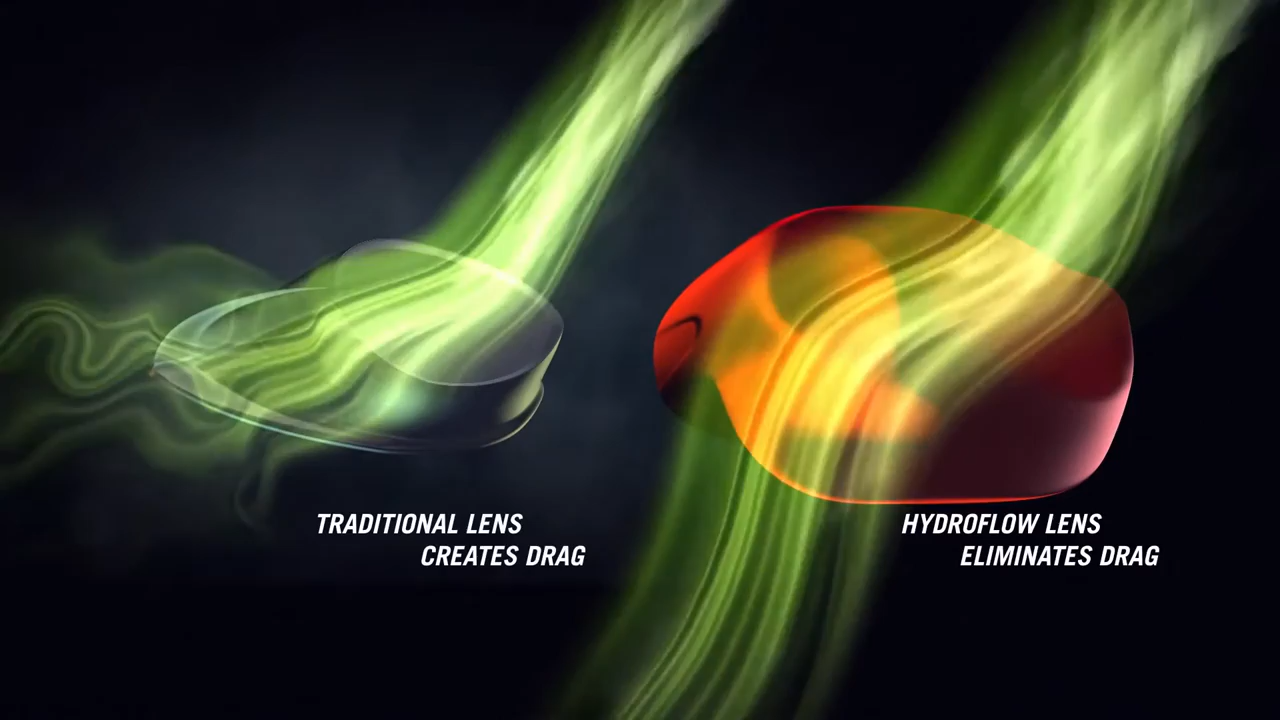 TRADITIONAL LENS
CREATES DRAG
HYDROFLOW LENS
ELIMINATES DRAG